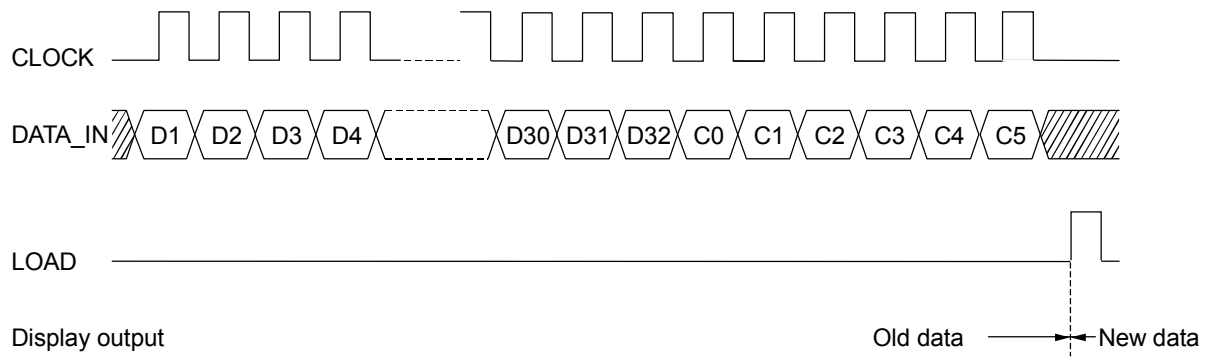 CLOCK
DATA_IN D1 D2 D3 D4 D30 D31 D32 C0 C1 C2 C3 C4 C5
LOAD
Display output Old data New data